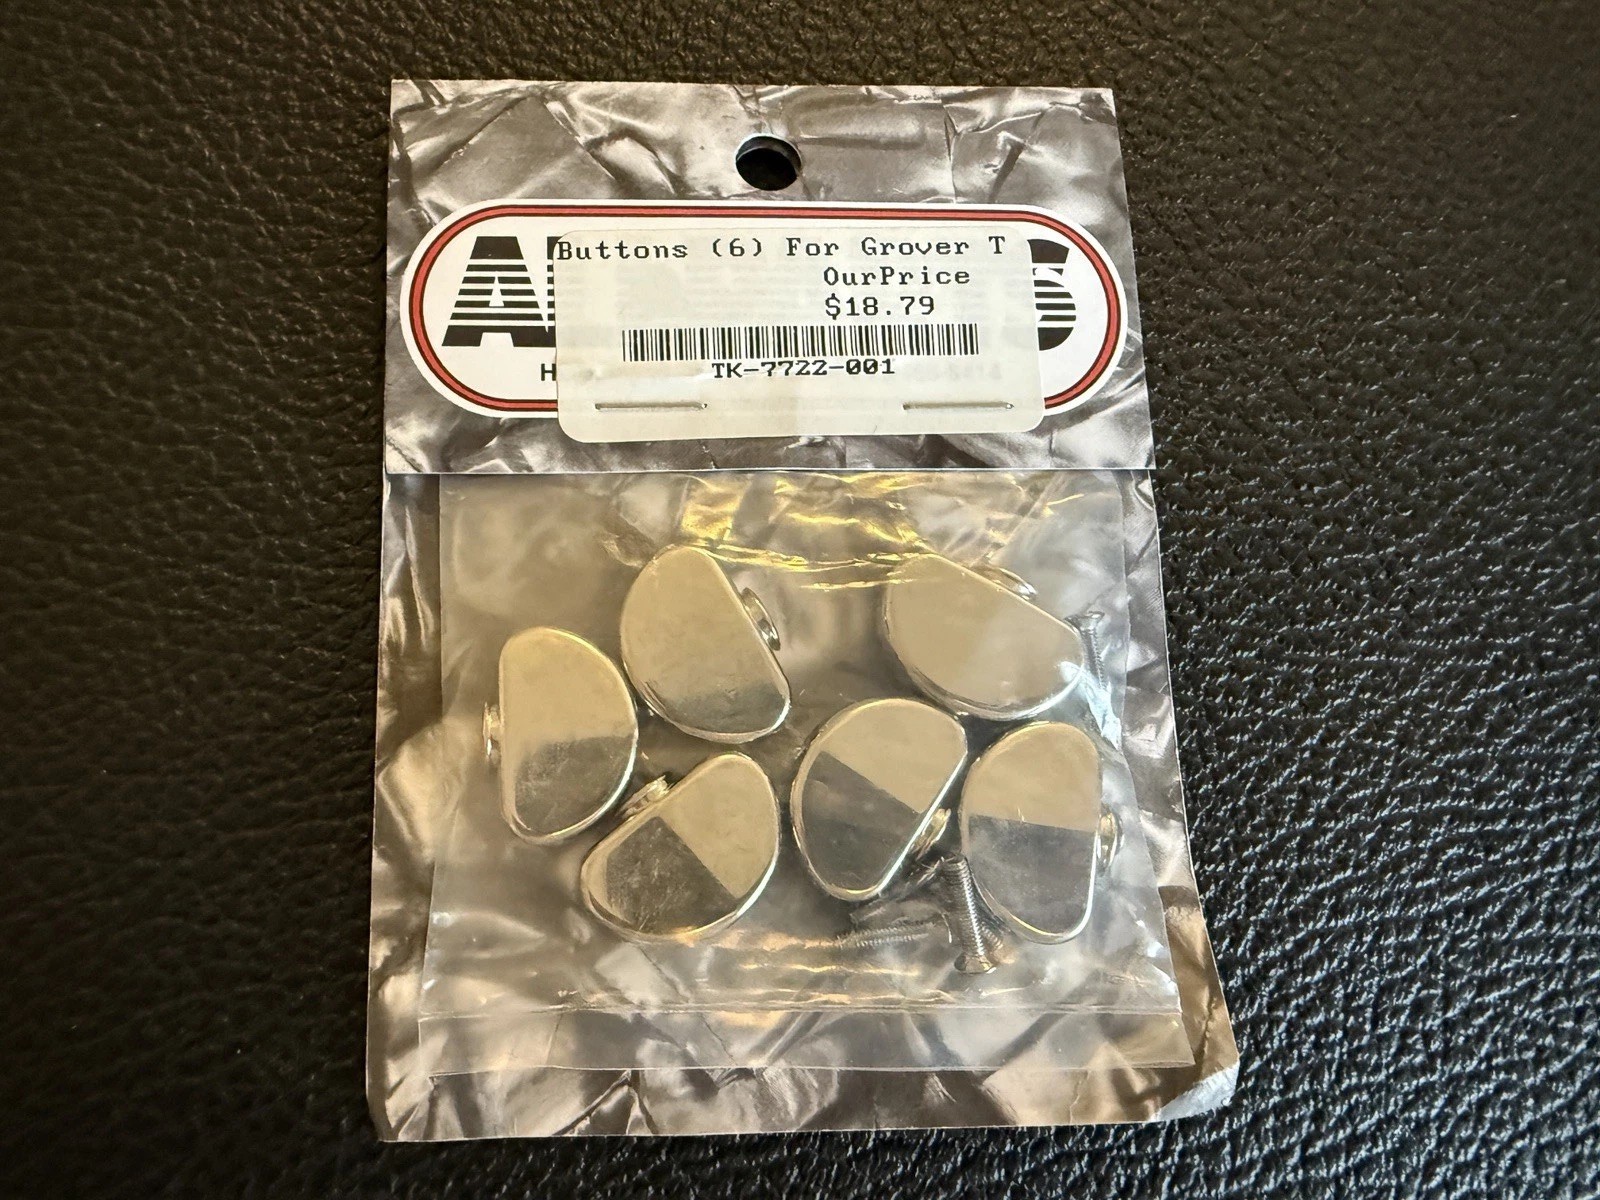 Buttons (6) For Grover T
OurPrice
$18.79
TK-7722-001